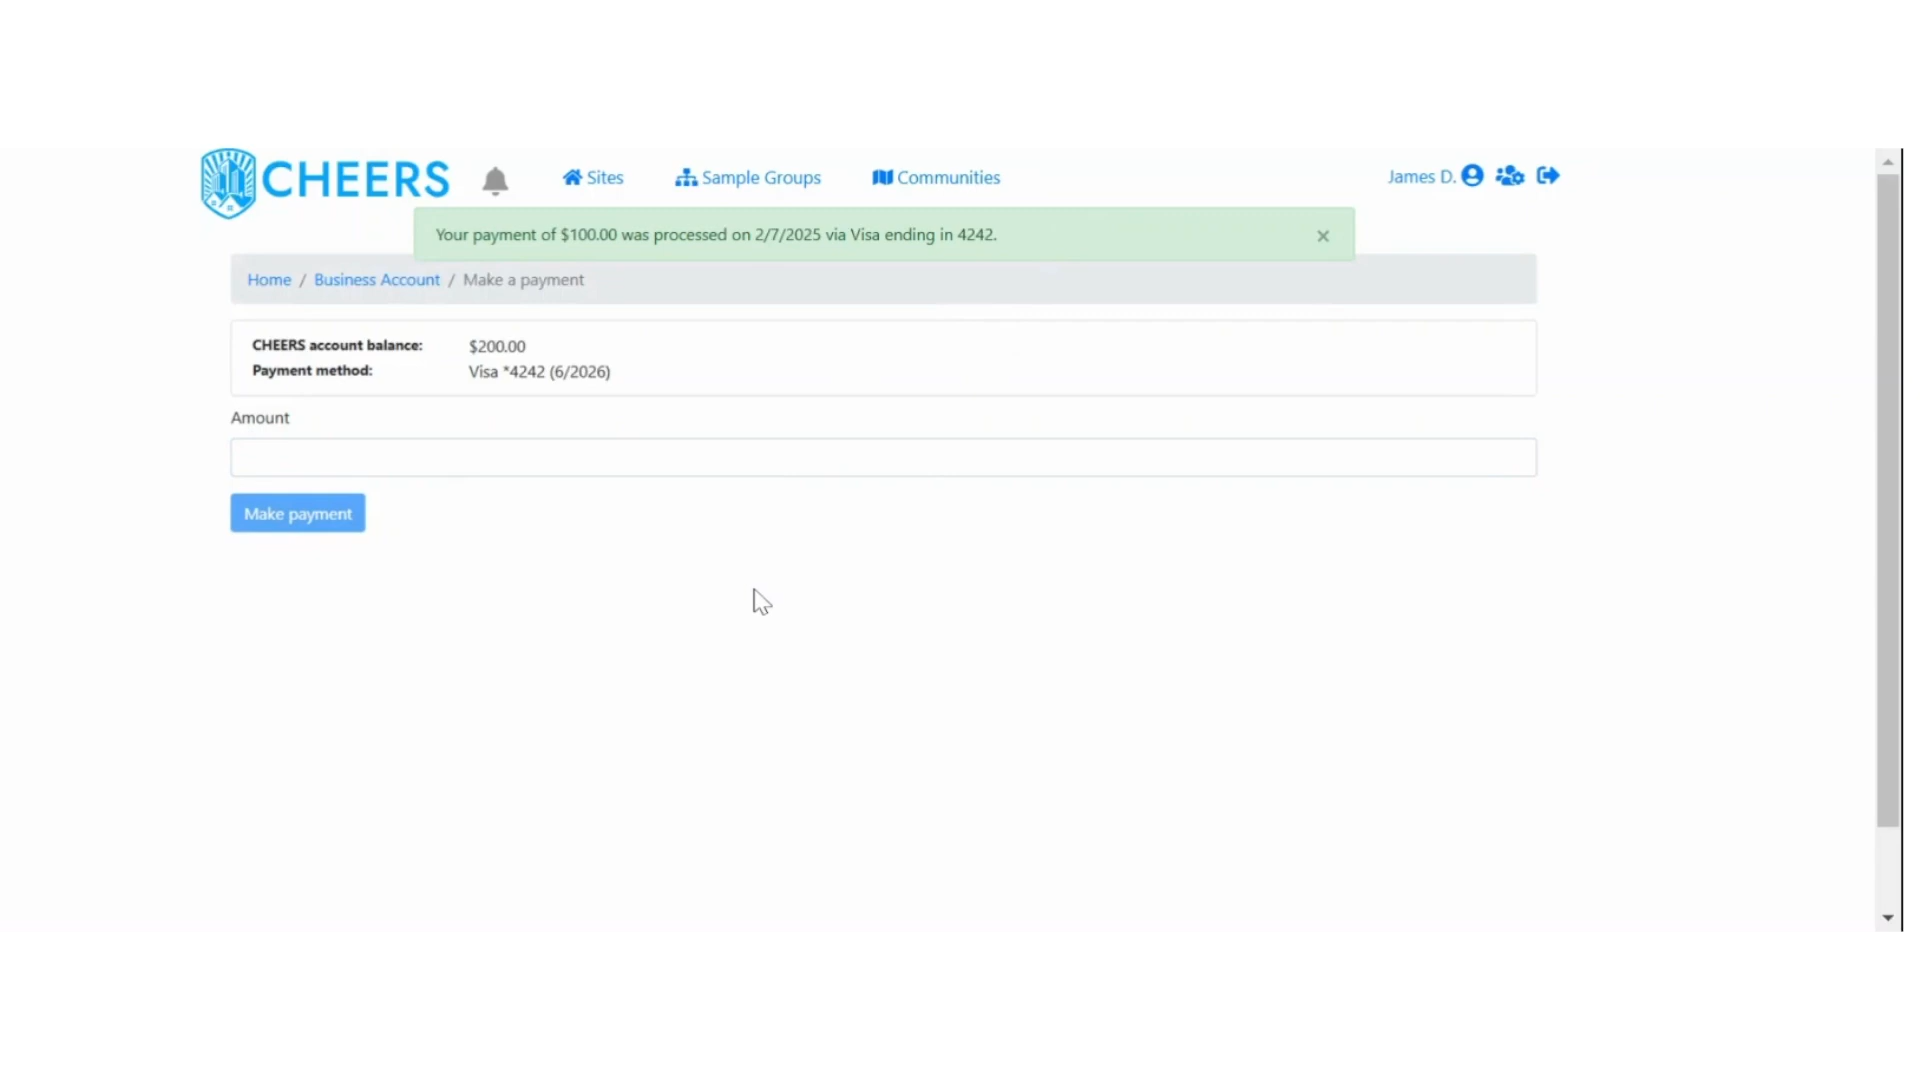 CHEERS
Sites
Sample Groups
Communities
James D.
Your payment of $100.00 was processed on 2/7/2025 via Visa ending in 4242.
×
Home / Business Account / Make a payment
CHEERS account balance: $200.00
Payment method: Visa *4242 (6/2026)
Amount
Make payment